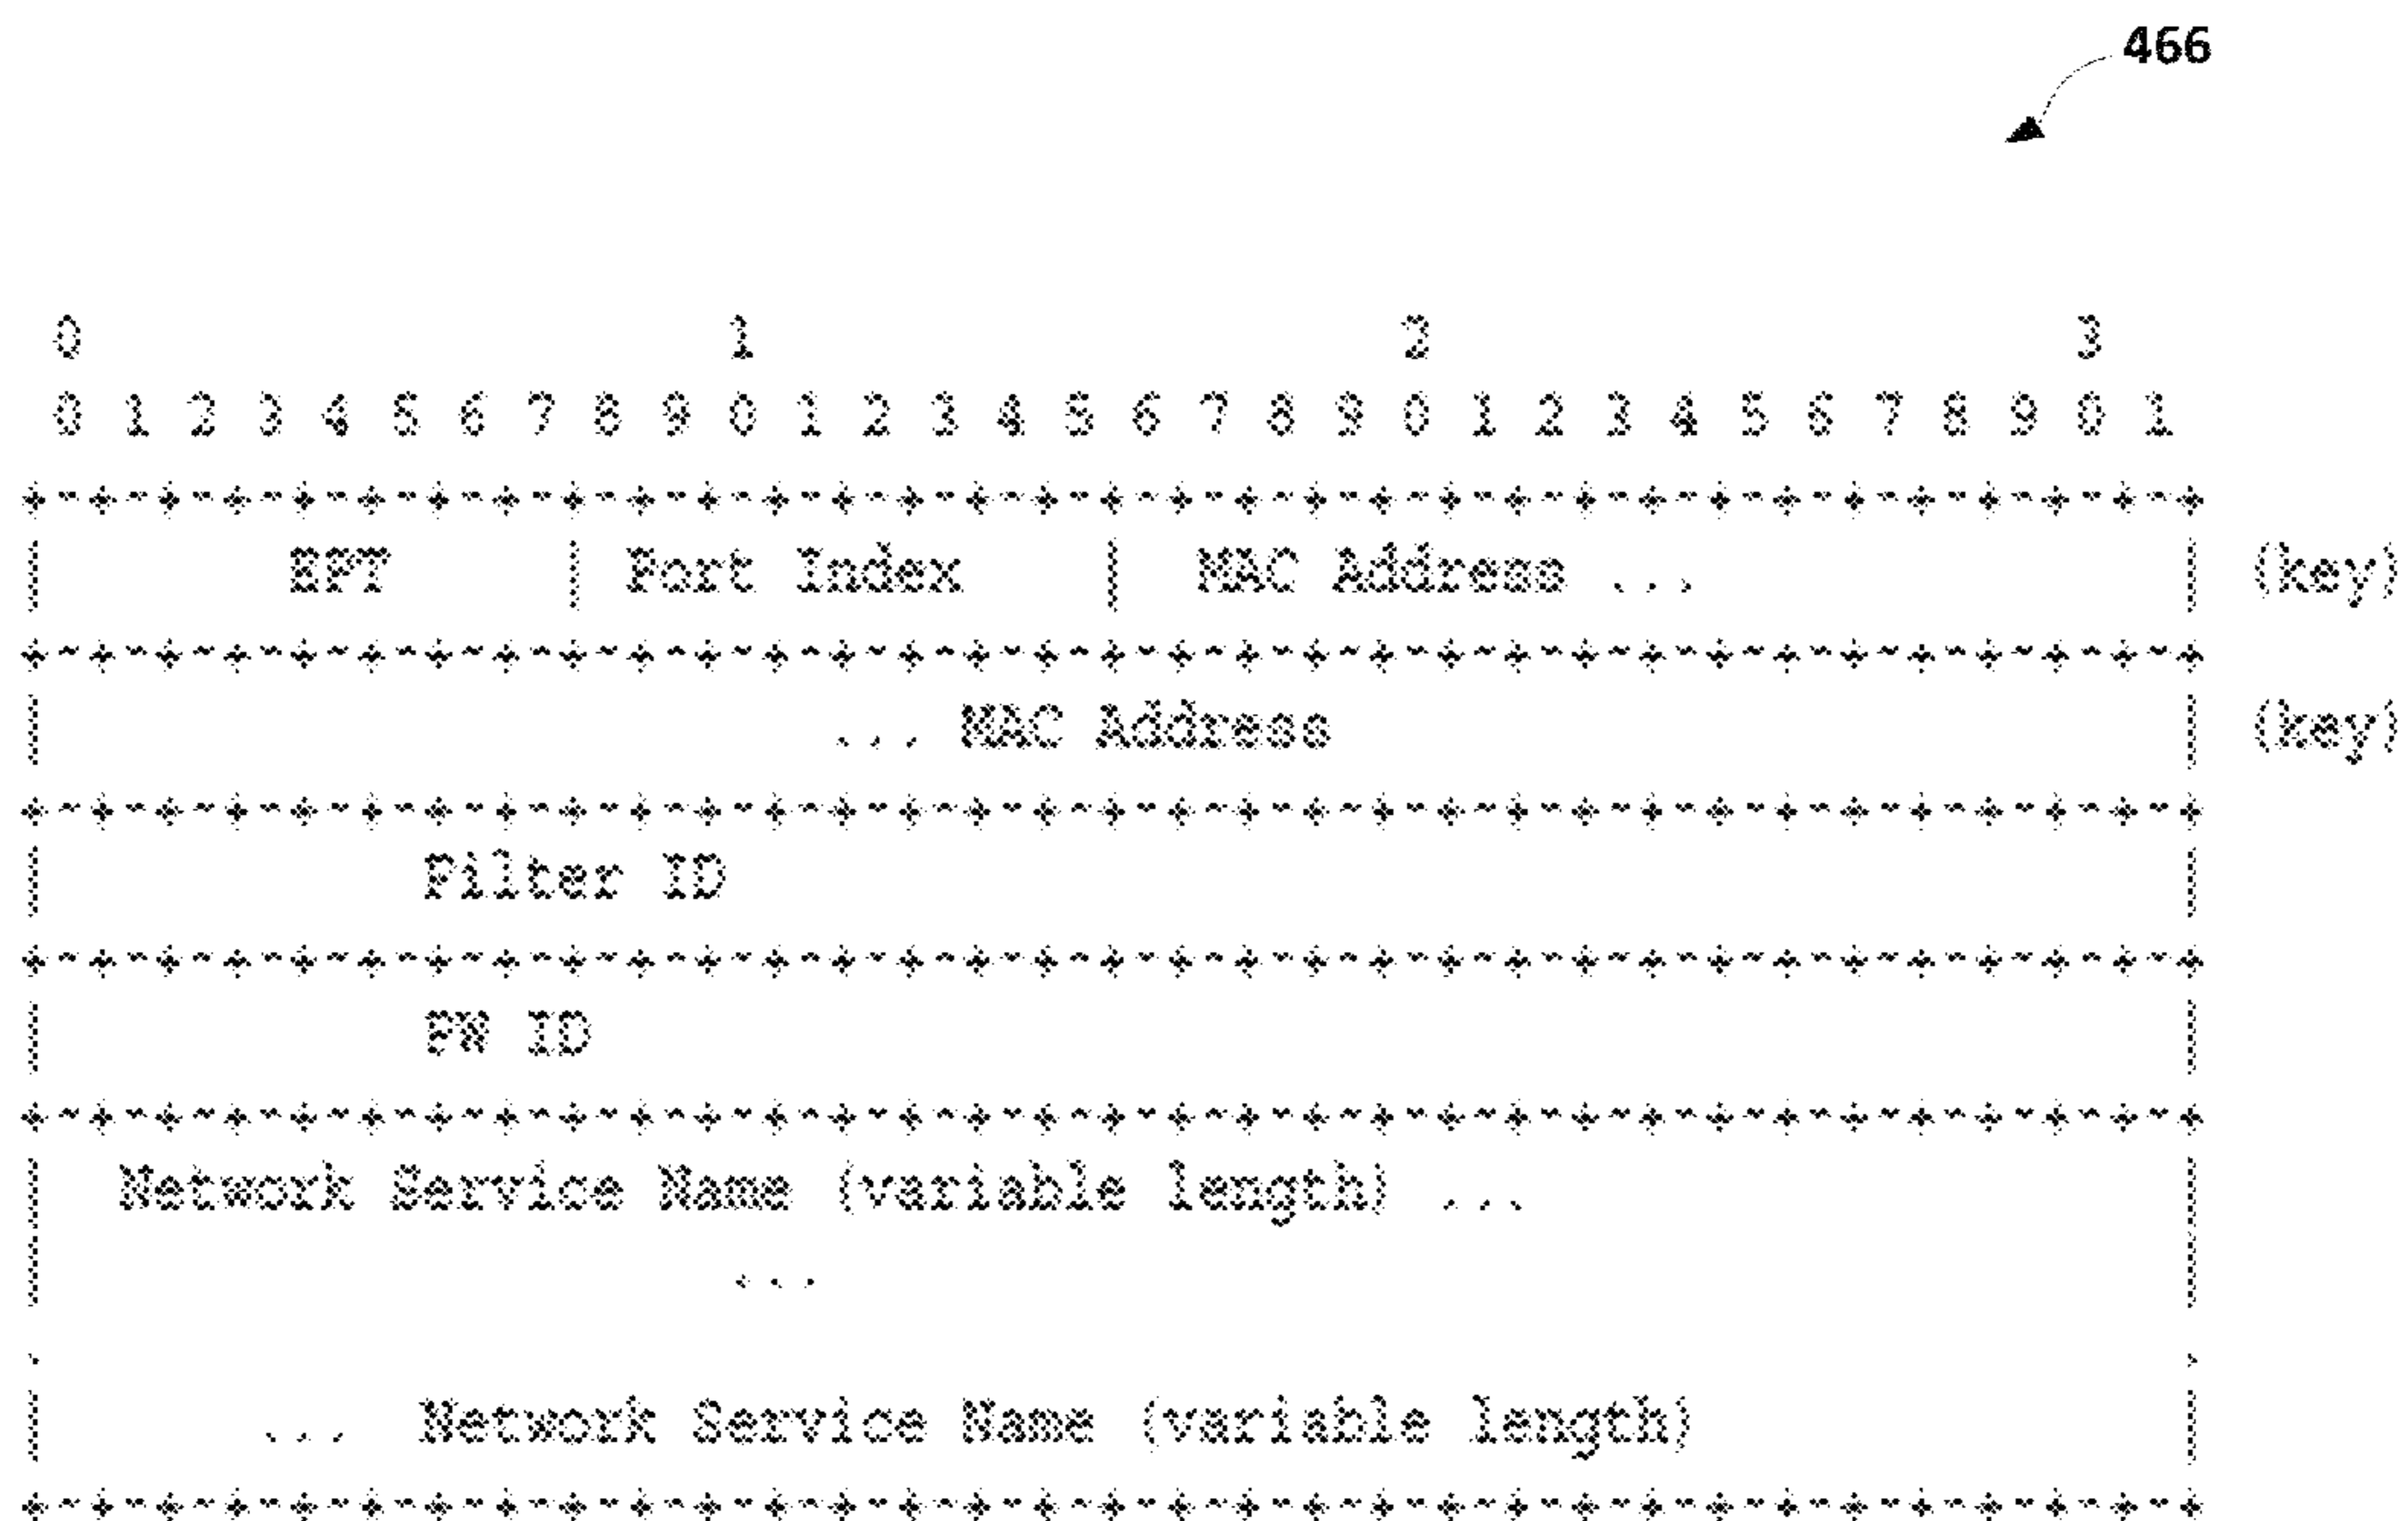 466
0 1 2 3
0 1 2 3 4 5 6 7 8 9 0 1 2 3 4 5 6 7 8 9 0 1 2 3 4 5 6 7 8 9 0 1
+-+-+-+-+-+-+-+-+-+-+-+-+-+-+-+-+-+-+-+-+-+-+-+-+-+-+-+-+-+-+-+-+
| | Port Index | MAC Address ... | (key)
+-+-+-+-+-+-+-+-+-+-+-+-+-+-+-+-+-+-+-+-+-+-+-+-+-+-+-+-+-+-+-+-+
| ... MAC Address | (key)
+-+-+-+-+-+-+-+-+-+-+-+-+-+-+-+-+-+-+-+-+-+-+-+-+-+-+-+-+-+-+-+-+
| Filter ID |
+-+-+-+-+-+-+-+-+-+-+-+-+-+-+-+-+-+-+-+-+-+-+-+-+-+-+-+-+-+-+-+-+
| PW ID |
+-+-+-+-+-+-+-+-+-+-+-+-+-+-+-+-+-+-+-+-+-+-+-+-+-+-+-+-+-+-+-+-+
| Network Service Name (variable length) ... |
| ... |
. .
| ... Network Service Name (variable length) |
+-+-+-+-+-+-+-+-+-+-+-+-+-+-+-+-+-+-+-+-+-+-+-+-+-+-+-+-+-+-+-+-+